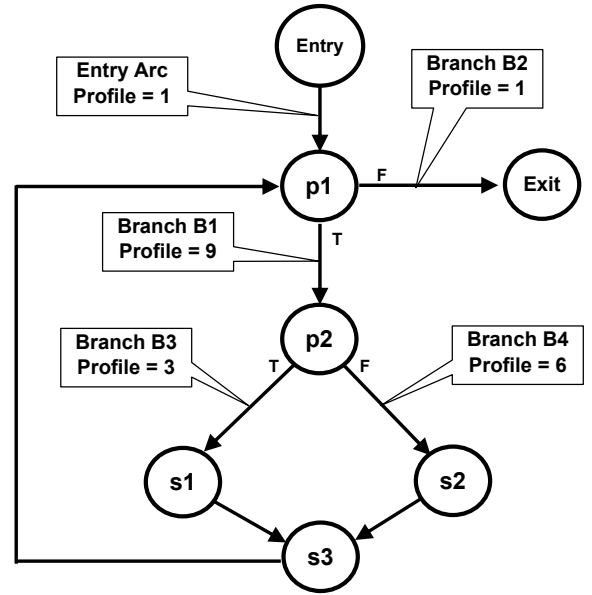 Entry
Entry Arc
Profile = 1
Branch B2
Profile = 1
p1
F
Exit
Branch B1
Profile = 9
T
p2
Branch B3
Profile = 3
T
F
Branch B4
Profile = 6
s1
s2
s3